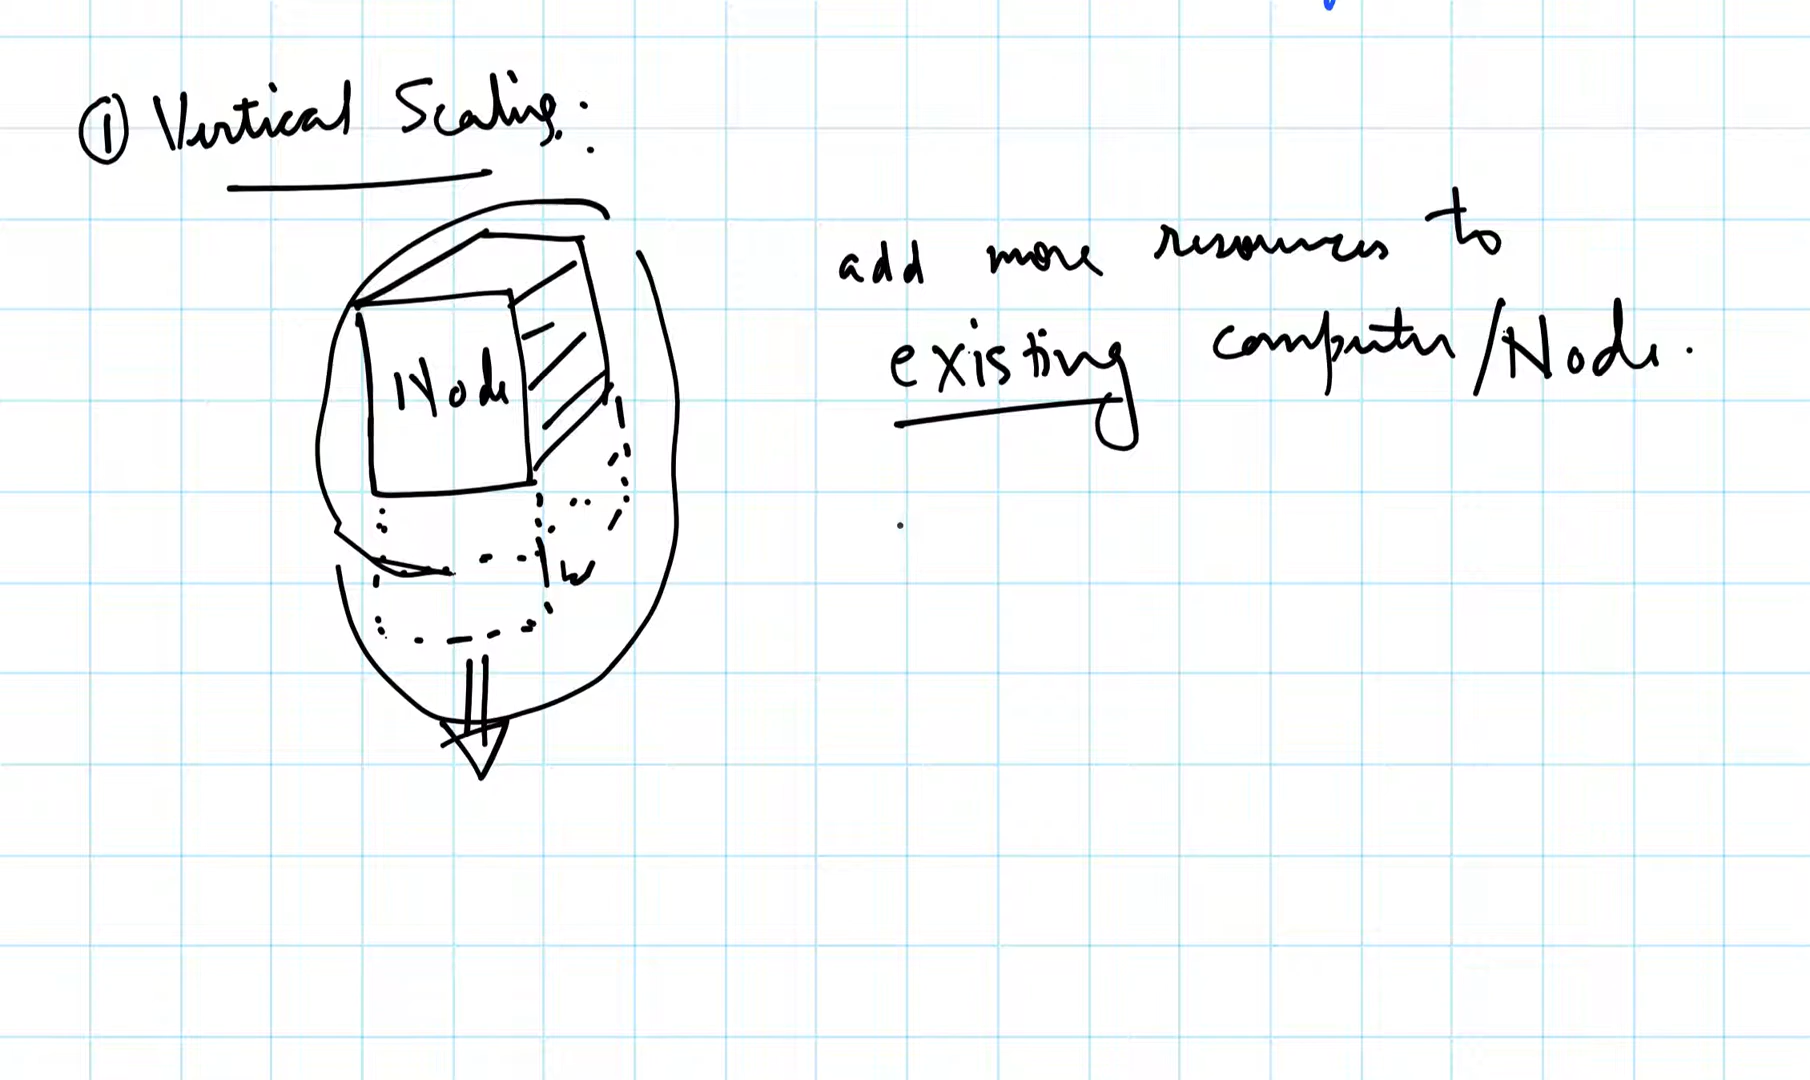 ① Vertical Scaling:
add more resources to
existing computer/Node.
Node